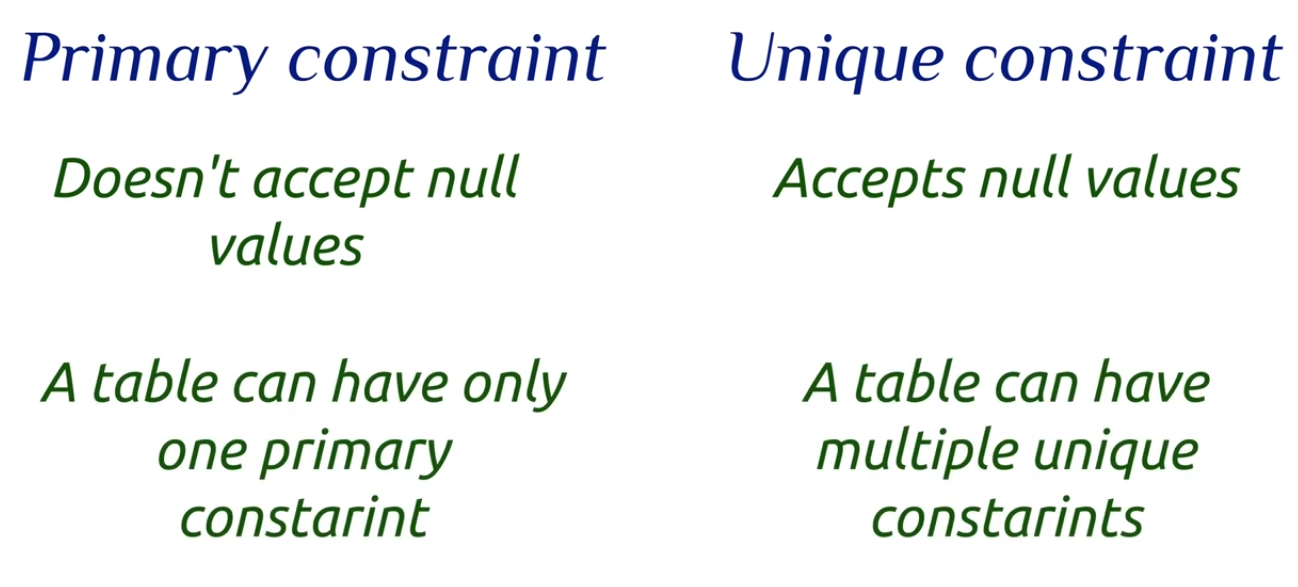 Primary constraint
Unique constraint
Doesn't accept null
values
Accepts null values
A table can have only
one primary
constarint
A table can have
multiple unique
constarints